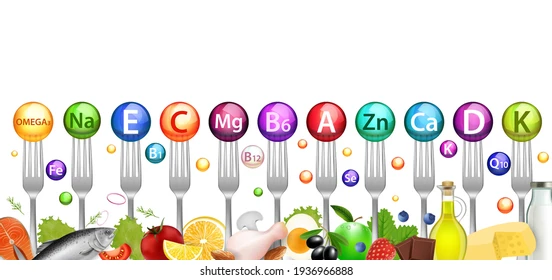 OMEGA3 Na E C Mg B6 A Zn Ca D K
Fe B1 B12 Se K Q10
shutterstock.com · 1936966888